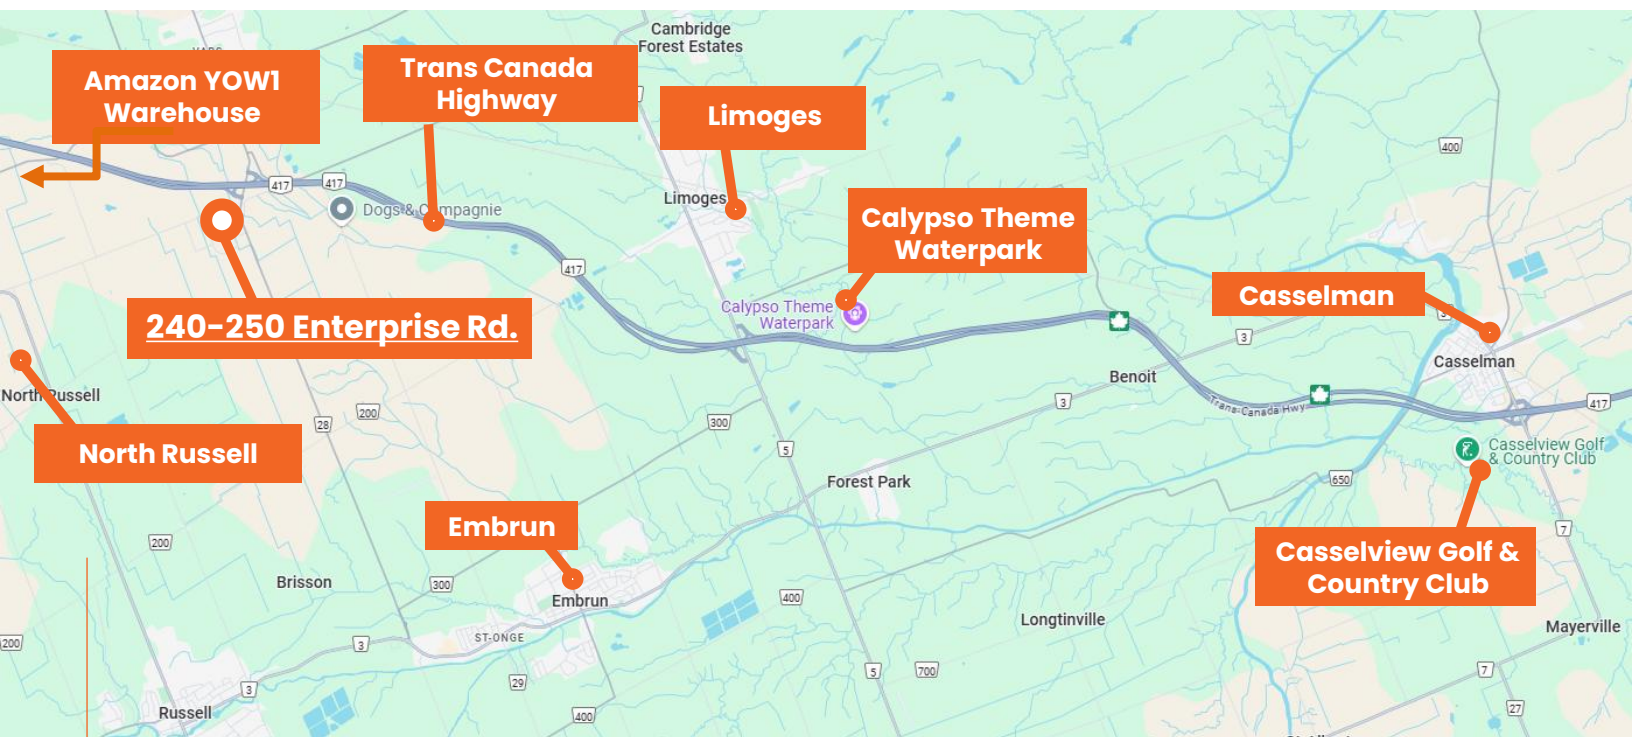 Cambridge
Forest Estates
VARS
Amazon YOW1
Warehouse
Trans Canada
Highway
Limoges
400
417
417
Limoges
Dogs & Compagnie
Calypso Theme
Waterpark
417
Casselman
Calypso Theme
Waterpark
240-250 Enterprise Rd.
3
3
Casselman
Benoit
North Russell
Trans-Canada Hwy
417
3
200
28
300
5
North Russell
Casselview Golf
& Country Club
Forest Park
650
Embrun
7
200
Casselview Golf &
Country Club
Brisson
300
Embrun
400
Longtinville
Mayerville
ST-ONGE
200
3
5
700
7
29
3
Russell
400
27